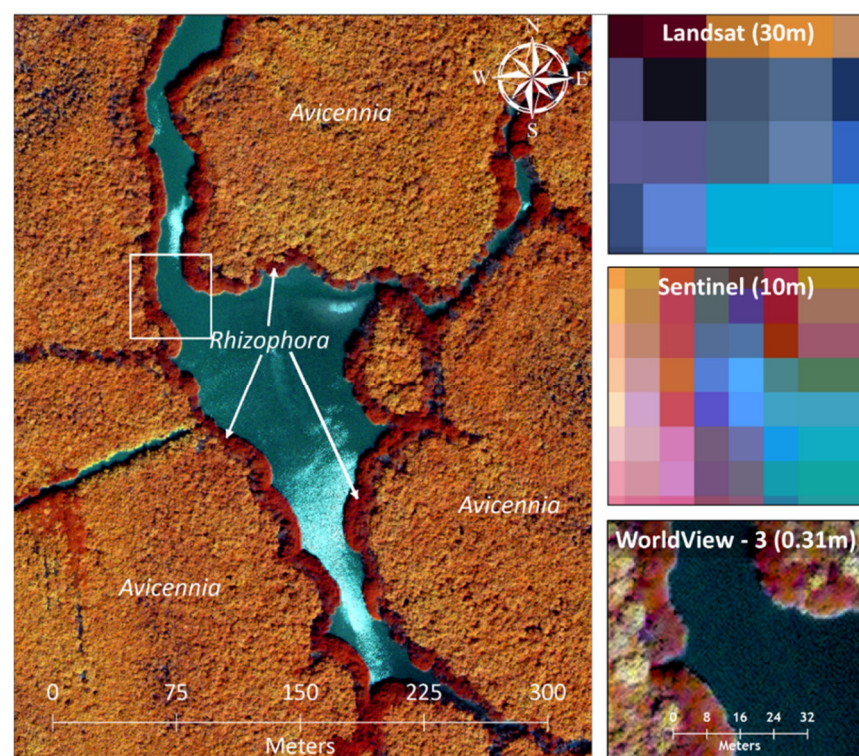 N
W E
S
Avicennia
Rhizophora
Avicennia
Avicennia
0 75 150 225 300
Meters
Landsat (30m)
Sentinel (10m)
WorldView - 3 (0.31m)
0 8 16 24 32
Meters